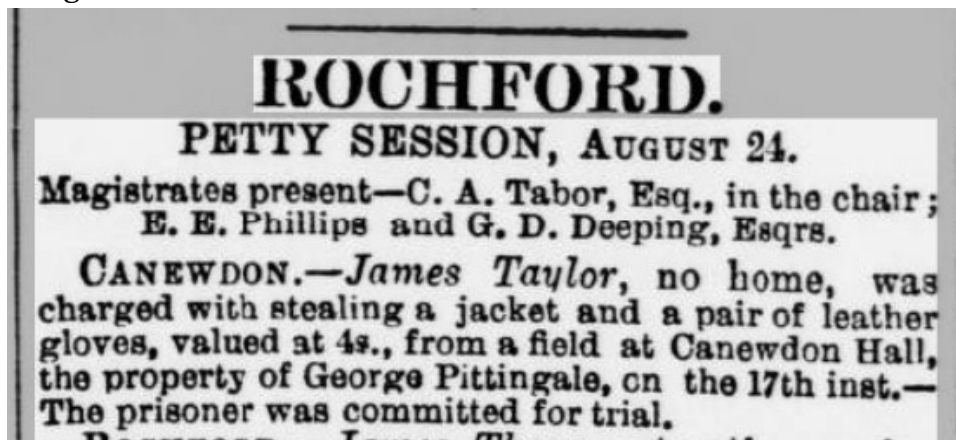 ROCHFORD.
PETTY SESSION, AUGUST 24.
Magistrates present—C. A. Tabor, Esq., in the chair;
E. E. Phillips and G. D. Deeping, Esqrs.
CANEWDON.—James Taylor, no home, was
charged with stealing a jacket and a pair of leather
gloves, valued at 4s., from a field at Canewdon Hall,
the property of George Pittingale, on the 17th inst.—
The prisoner was committed for trial.